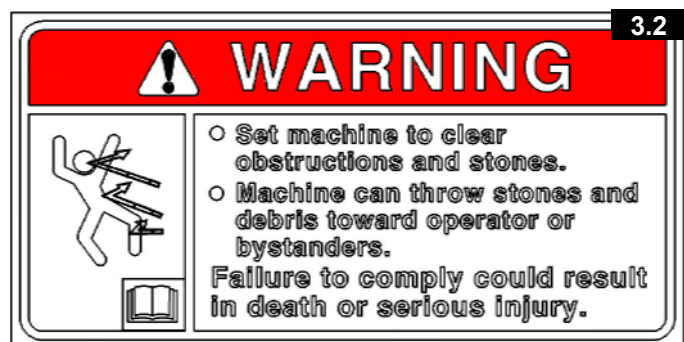 3.2
WARNING
○ Set machine to clear
obstructions and stones.
○ Machine can throw stones and
debris toward operator or
bystanders.
Failure to comply could result
in death or serious injury.